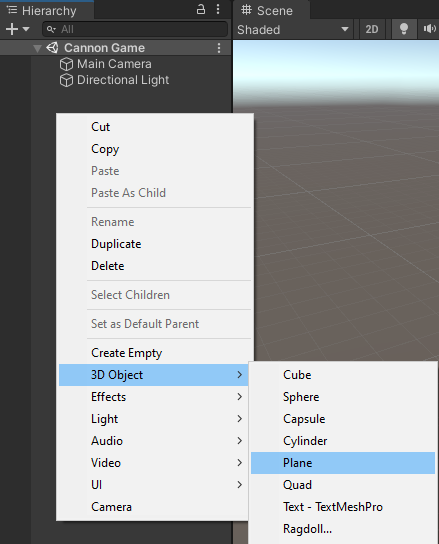 Hierarchy
Scene
All
Shaded
2D
Cannon Game
Main Camera
Directional Light
Cut
Copy
Paste
Paste As Child
Rename
Duplicate
Delete
Select Children
Set as Default Parent
Create Empty
3D Object
Effects
Light
Audio
Video
UI
Camera
Cube
Sphere
Capsule
Cylinder
Plane
Quad
Text - TextMeshPro
Ragdoll...